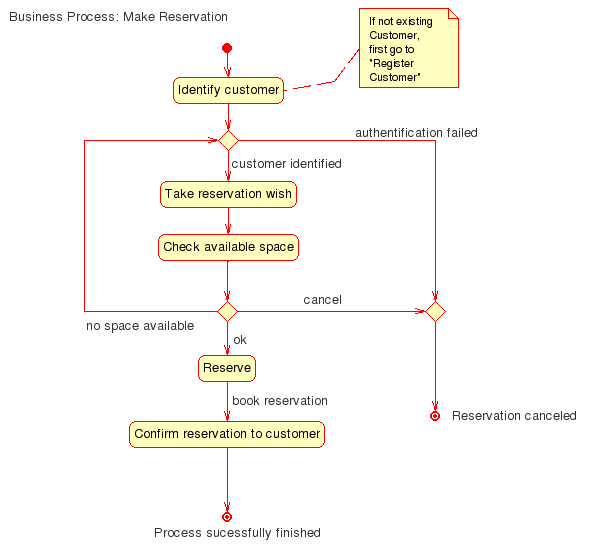 Business Process: Make Reservation
If not existing
Customer,
first go to
"Register
Customer"
Identify customer
authentification failed
customer identified
Take reservation wish
Check available space
cancel
no space available
ok
Reserve
book reservation
Reservation canceled
Confirm reservation to customer
Process sucessfully finished